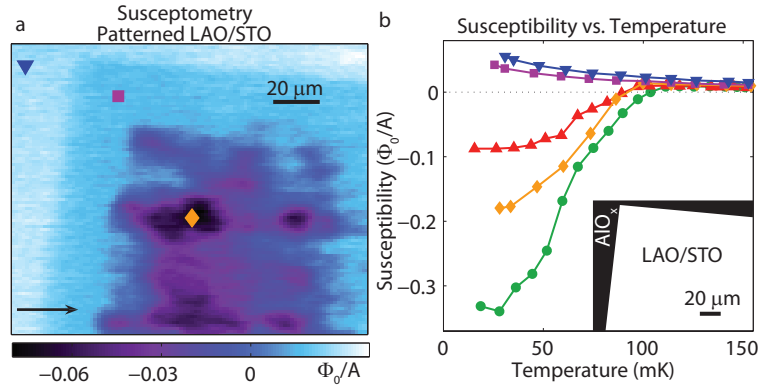 a
Susceptometry
Patterned LAO/STO
20 μm
−0.06
−0.03
0
Φ₀/A
b
Susceptibility vs. Temperature
Susceptibility (Φ₀/A)
0
−0.1
−0.2
−0.3
AlOₓ
LAO/STO
20 μm
0
50
100
150
Temperature (mK)